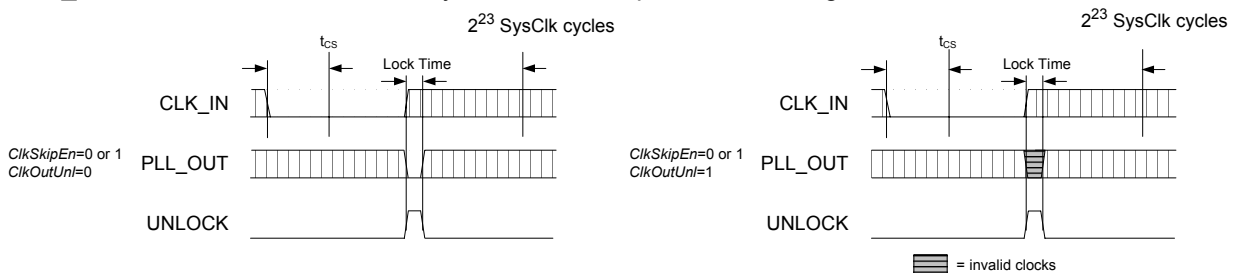 2^23 SysClk cycles
t_CS
Lock Time
CLK_IN
ClkSkipEn=0 or 1
ClkOutUnl=0
PLL_OUT
UNLOCK
2^23 SysClk cycles
t_CS
Lock Time
CLK_IN
ClkSkipEn=0 or 1
ClkOutUnl=1
PLL_OUT
UNLOCK
= invalid clocks